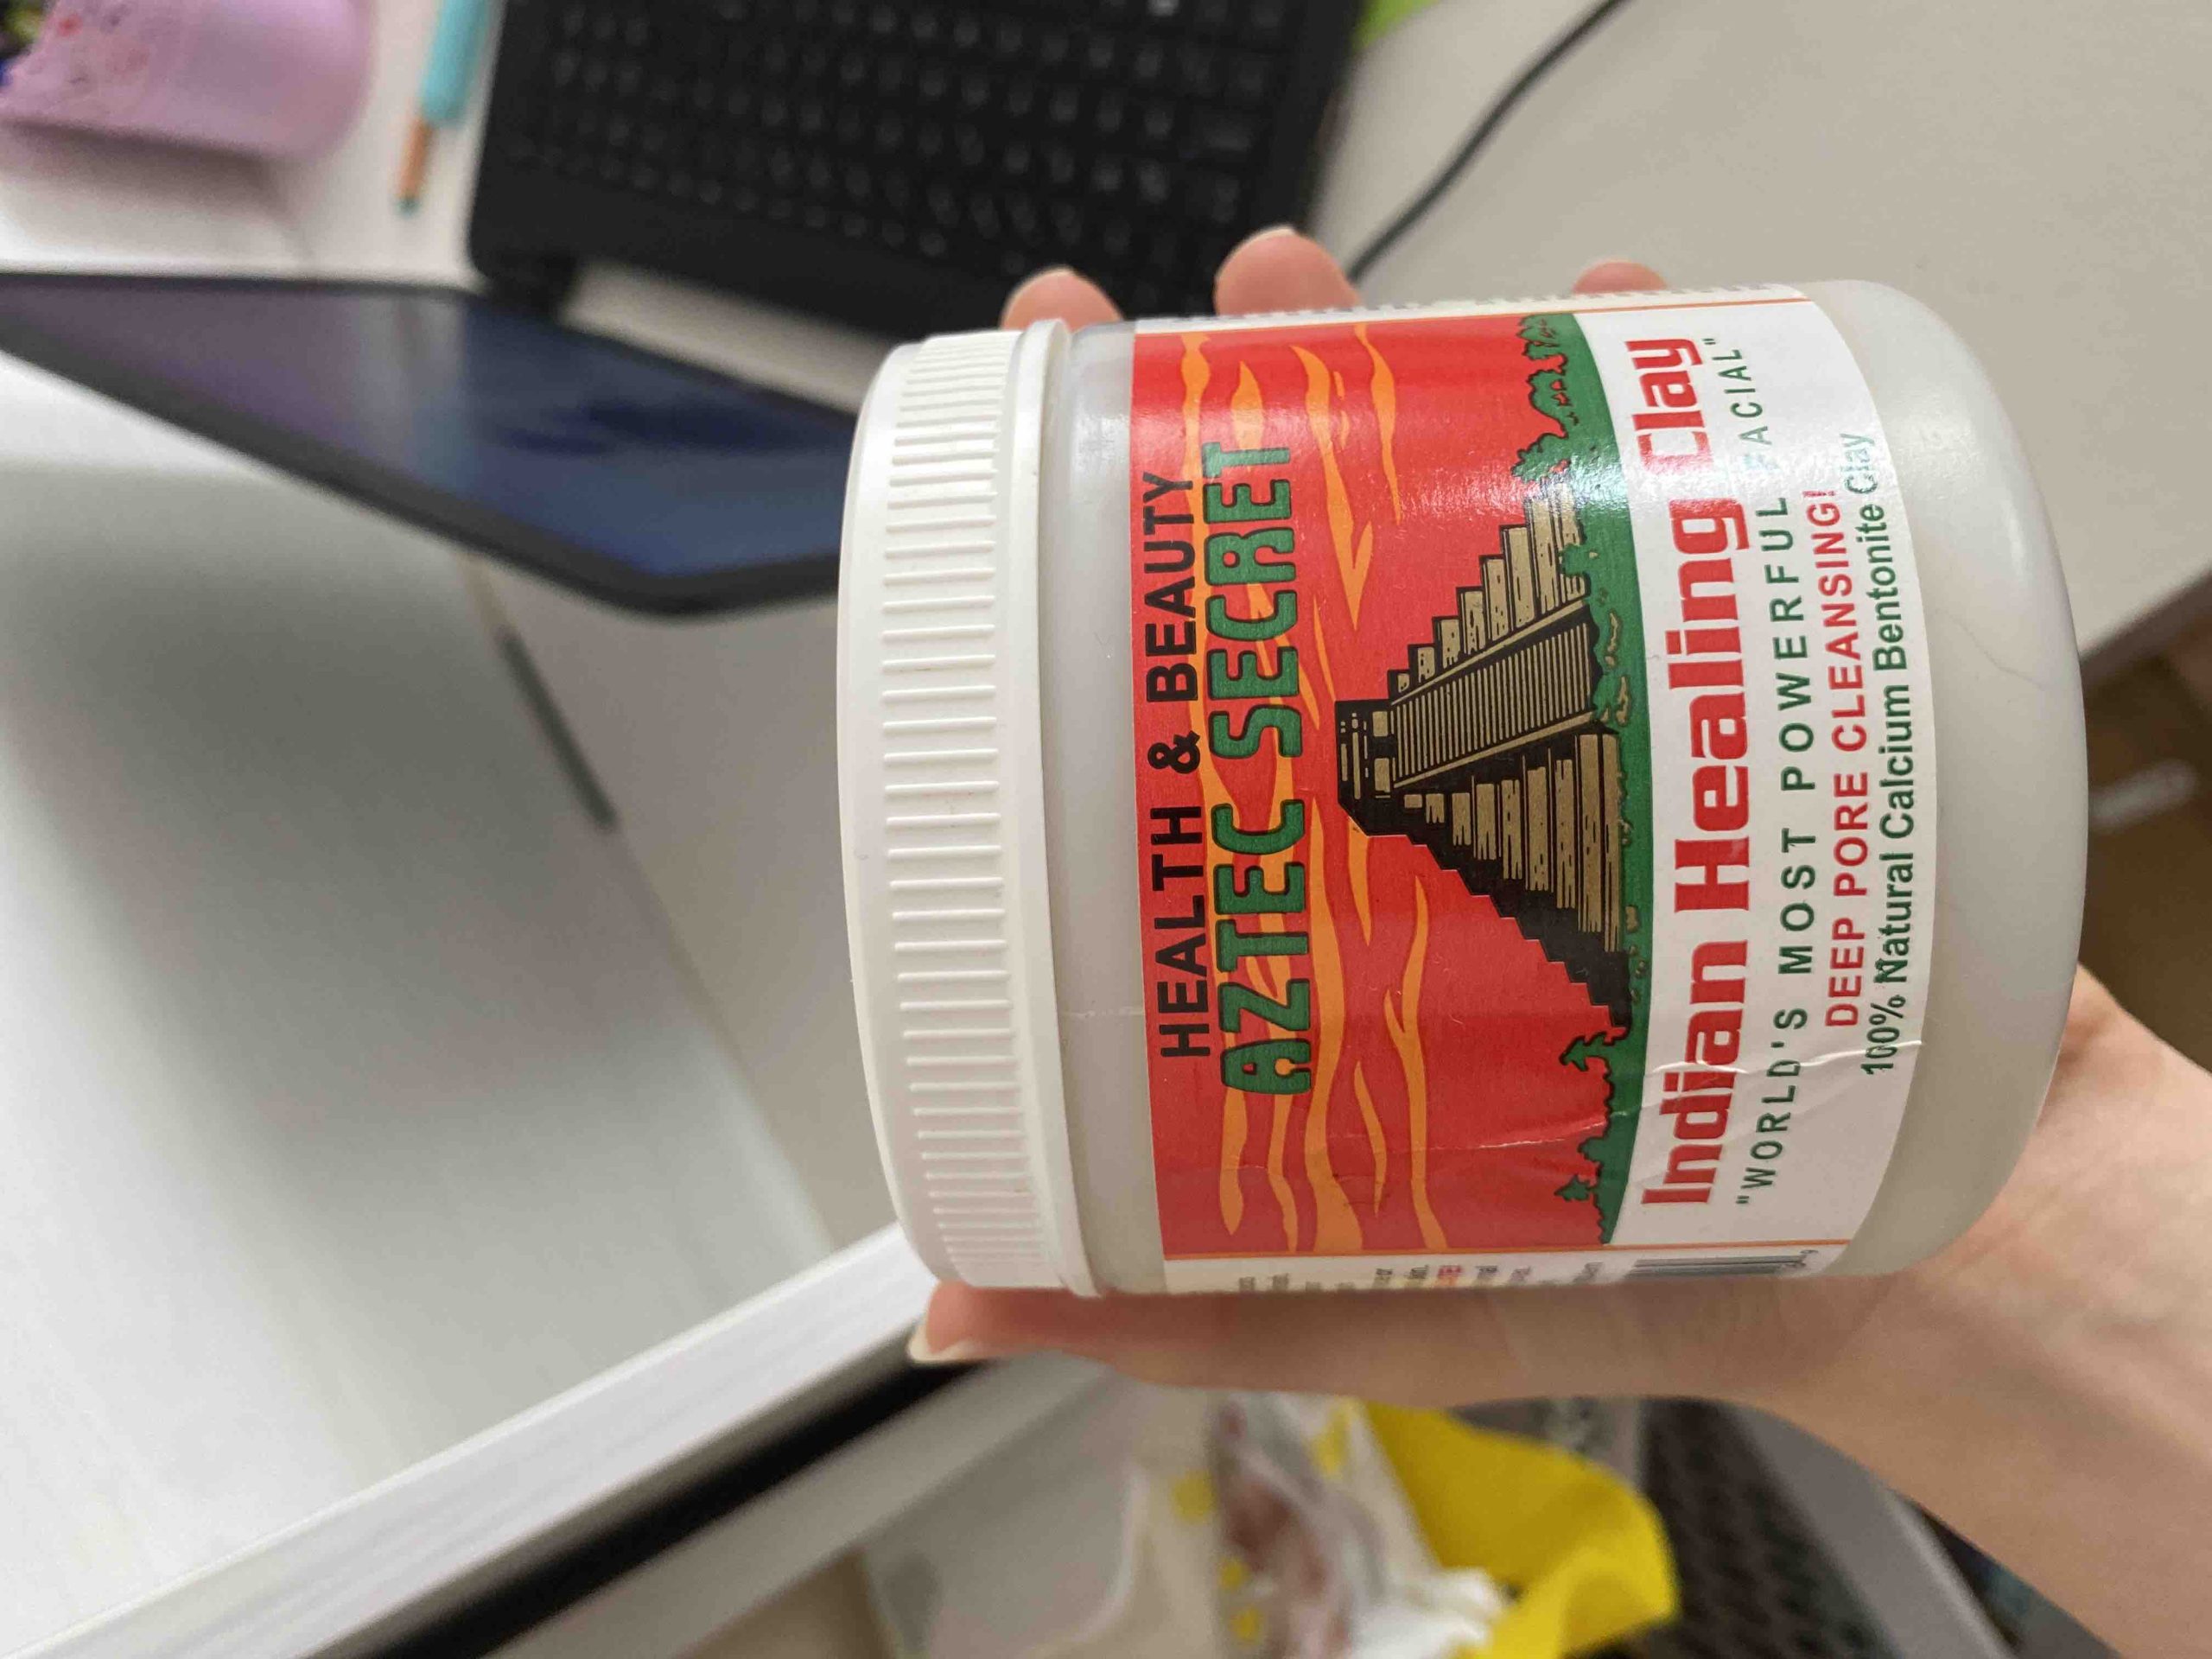 HEALTH & BEAUTY
AZTEC SECRET
Indian Healing Clay
"WORLD'S MOST POWERFUL FACIAL"
DEEP PORE CLEANSING!
100% Natural Calcium Bentonite Clay